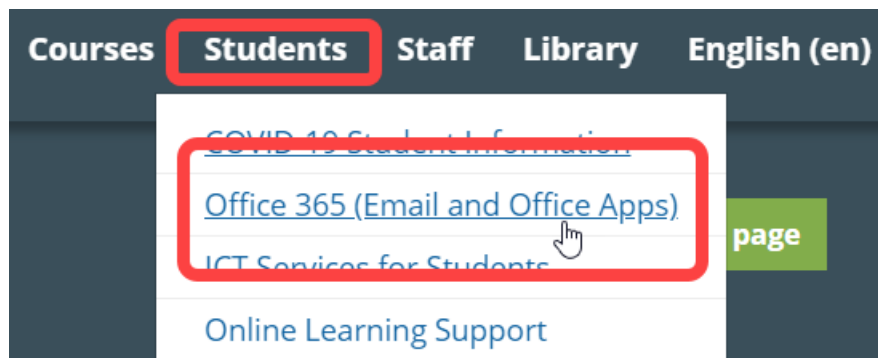 Courses Students Staff Library English (en)
COVID-19 Student Information
Office 365 (Email and Office Apps)
page
ICT Services for Students
Online Learning Support